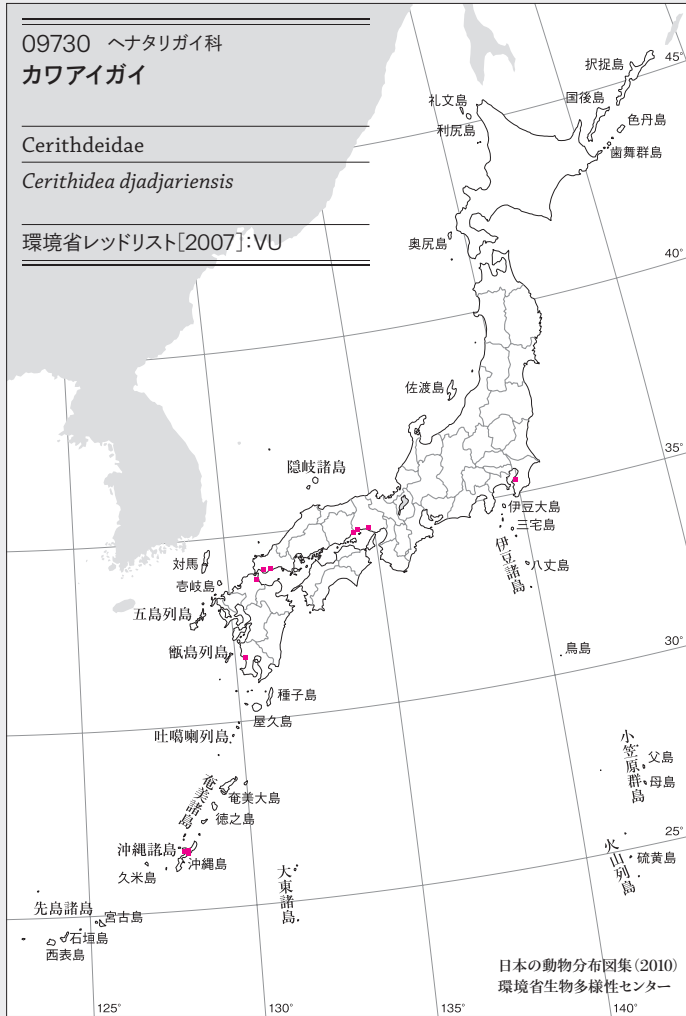 09730 ヘナタリガイ科
カワアイガイ
Cerithdeidae
Cerithidea djadjariensis
環境省レッドリスト[2007]:VU
45°
択捉島
礼文島
国後島
色丹島
利尻島
歯舞群島
奥尻島
40°
佐渡島
35°
隠岐諸島
伊豆大島
三宅島
伊豆諸島
八丈島
対馬
壱岐島
五島列島
甑島列島
30°
鳥島
種子島
屋久島
吐噶喇列島
小笠原群島
父島
母島
奄美諸島
奄美大島
徳之島
25°
沖縄諸島
沖縄島
久米島
火山列島
硫黄島
大東諸島
先島諸島
宮古島
石垣島
西表島
日本の動物分布図集(2010)
環境省生物多様性センター
125°
130°
135°
140°